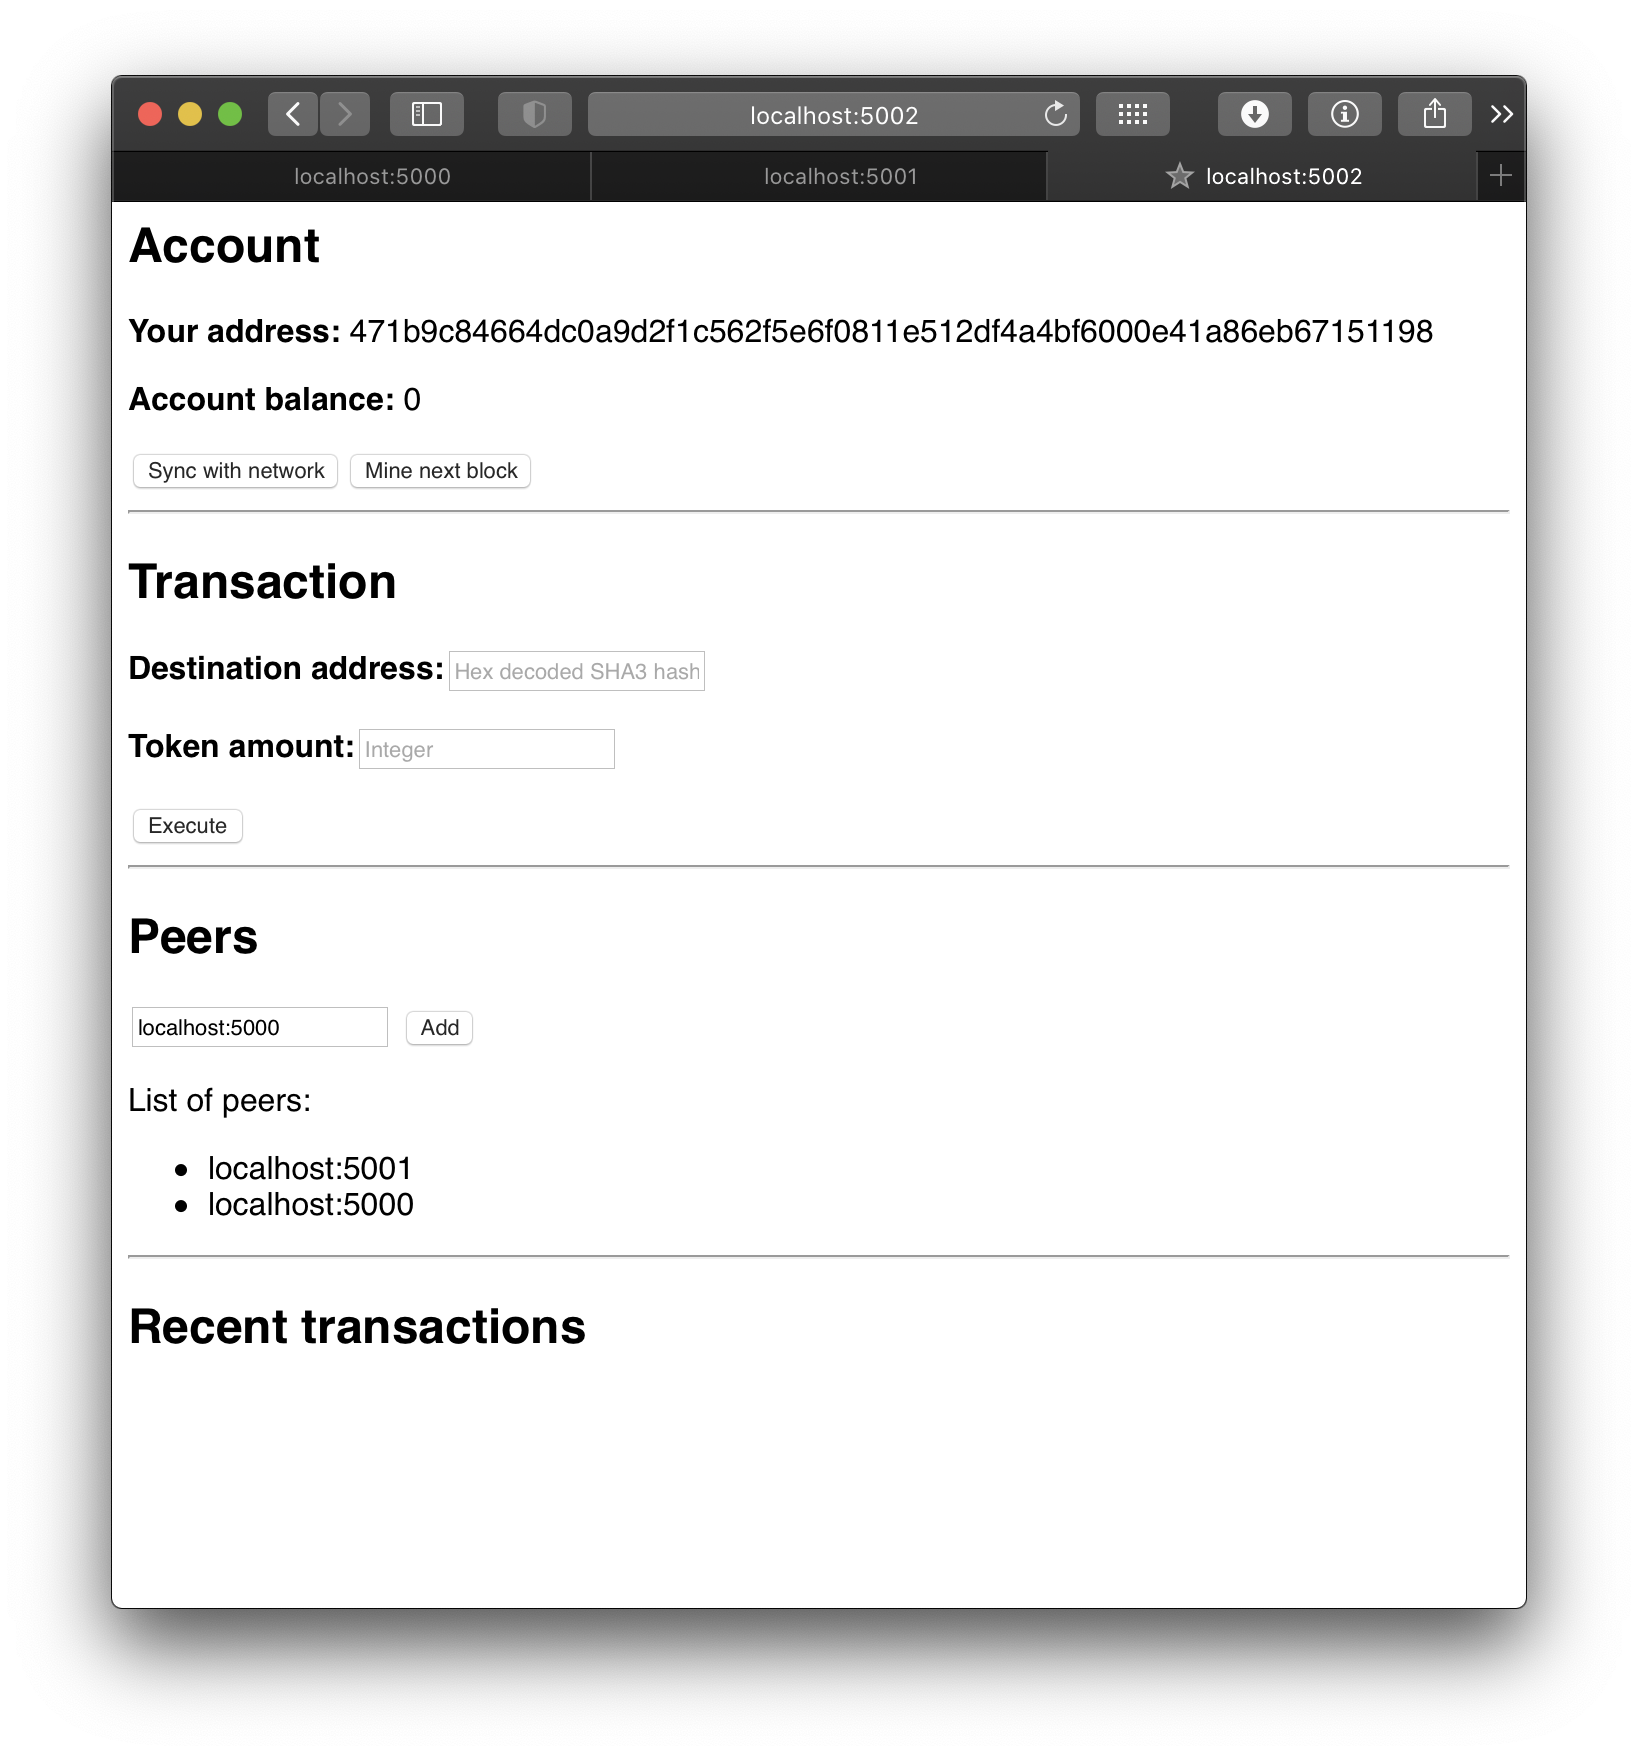 localhost:5002
localhost:5000
localhost:5001
localhost:5002
Account
Your address: 471b9c84664dc0a9d2f1c562f5e6f0811e512df4a4bf6000e41a86eb67151198
Account balance: 0
Sync with network Mine next block
Transaction
Destination address: Hex decoded SHA3 hash
Token amount: Integer
Execute
Peers
localhost:5000 Add
List of peers:
• localhost:5001
• localhost:5000
Recent transactions